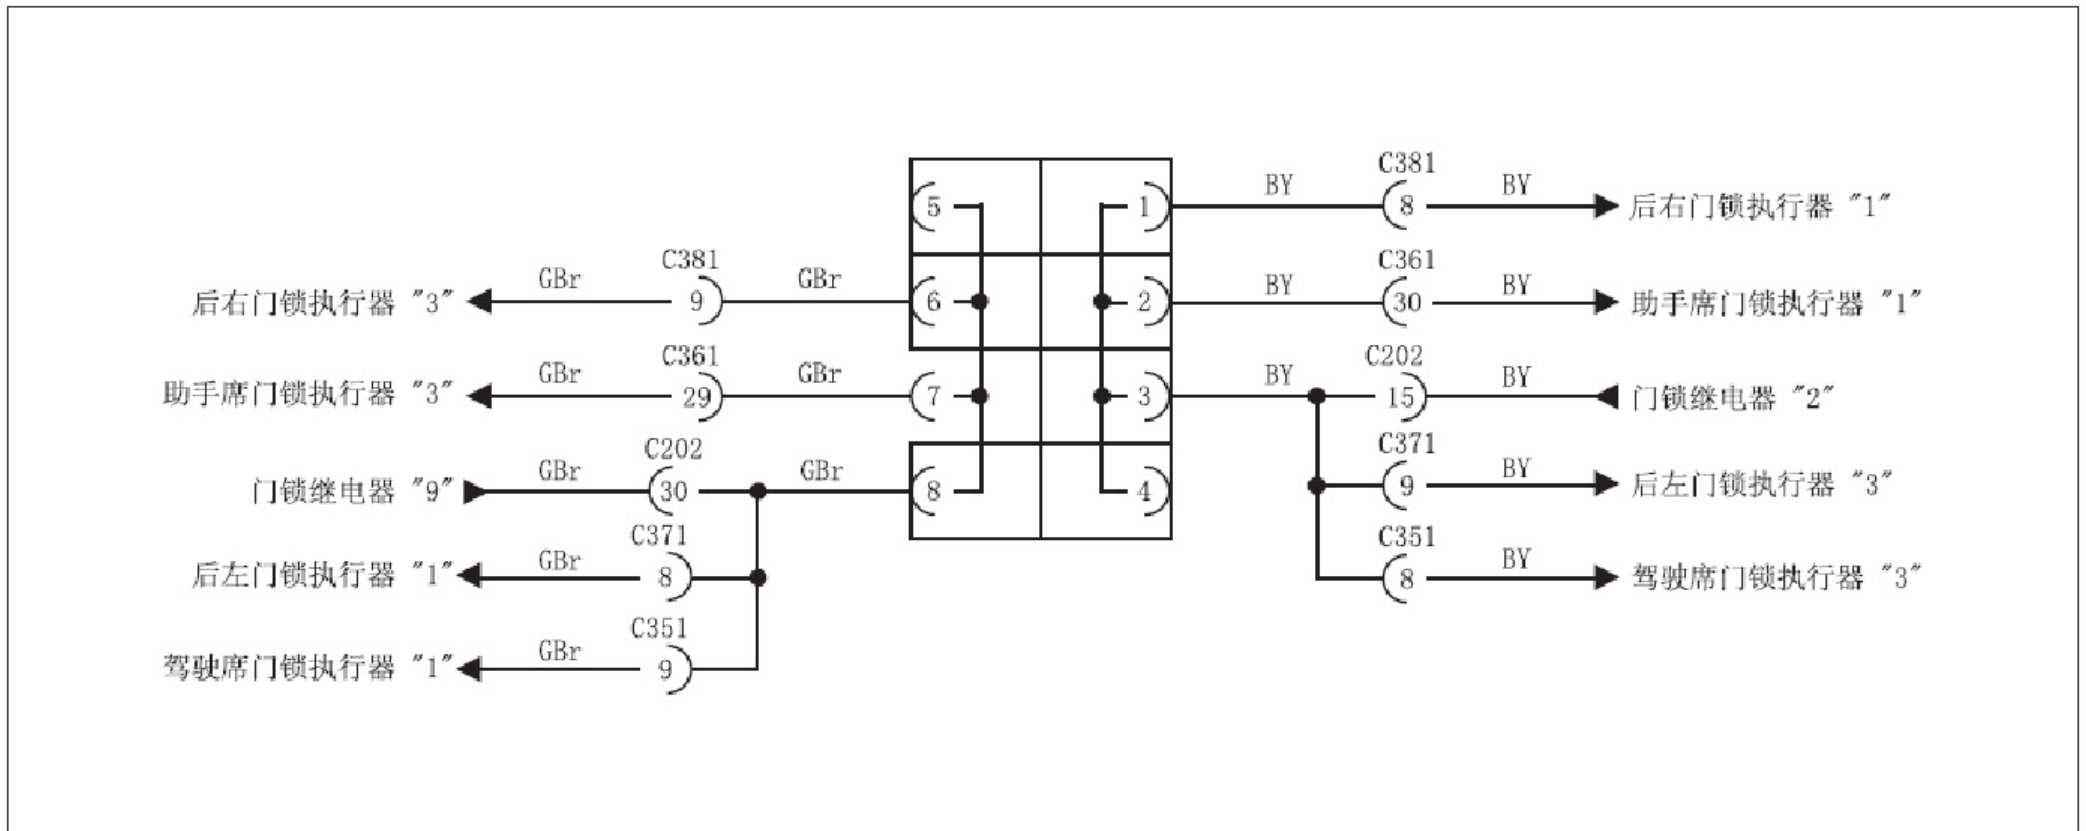 C381
BY
BY
5
1
8
后右门锁执行器 "1"
C381
C361
GBr
GBr
BY
BY
后右门锁执行器 "3"
9
6
2
30
助手席门锁执行器 "1"
C361
C202
GBr
GBr
BY
BY
助手席门锁执行器 "3"
29
7
3
15
门锁继电器 "2"
C202
C371
GBr
GBr
BY
门锁继电器 "9"
30
8
4
9
后左门锁执行器 "3"
C371
C351
GBr
BY
后左门锁执行器 "1"
8
8
驾驶席门锁执行器 "3"
C351
GBr
驾驶席门锁执行器 "1"
9